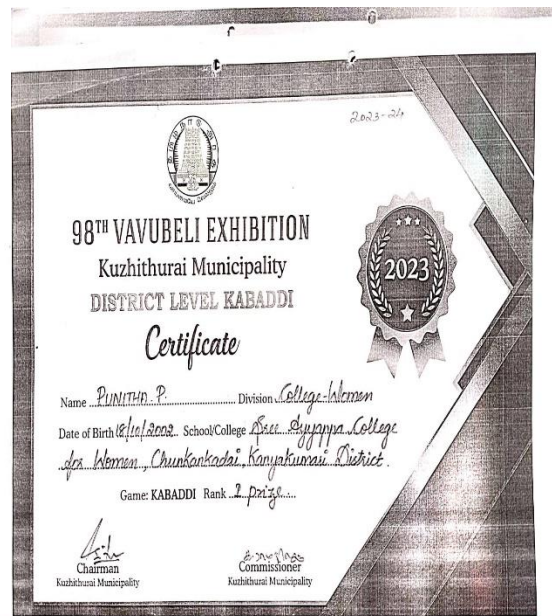 2023-24
98TH VAVUBELI EXHIBITION
Kuzhithurai Municipality
DISTRICT LEVEL KABADDI
2023
Certificate
Name PUNITHA. P. Division College-Women
Date of Birth 18/10/2002 School/College Sree Ayyappa College
for Women, Chunkankadai, Kanyakumari District.
Game: KABADDI Rank I prize
Chairman
Kuzhithurai Municipality
Commissioner
Kuzhithurai Municipality